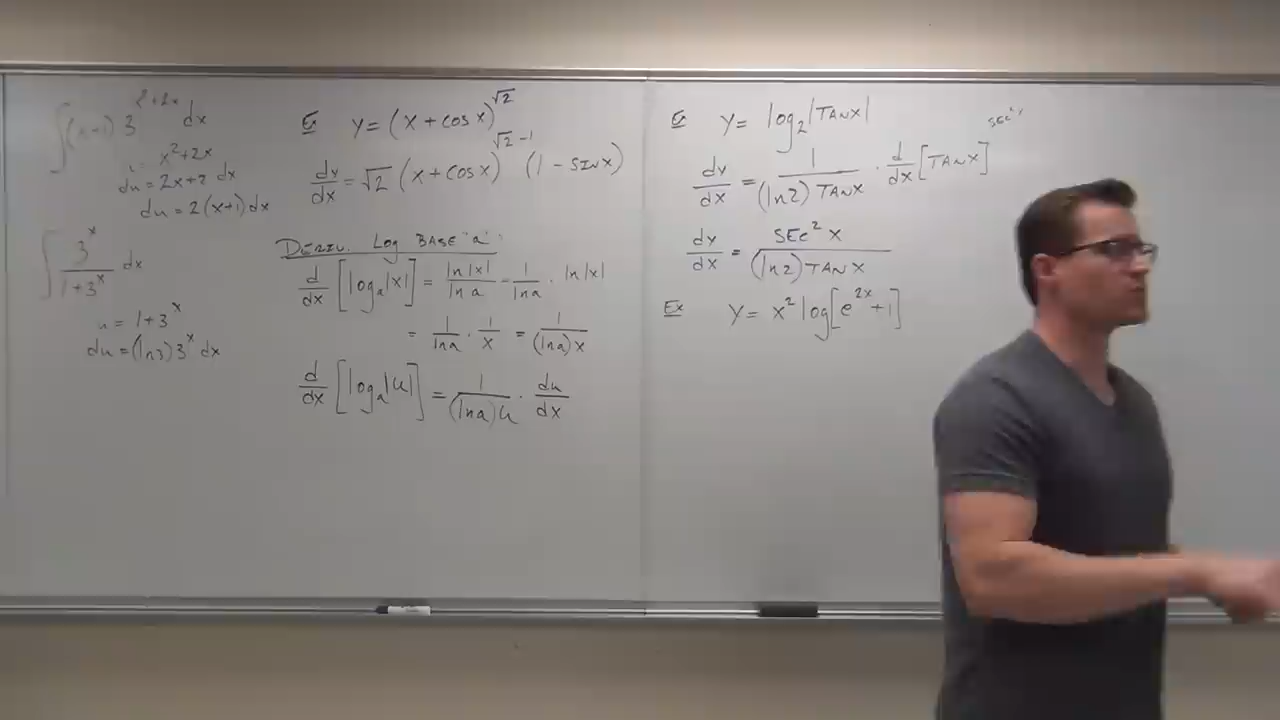 ∫(x+1) 3^{x²+2x} dx
u = x²+2x
du = 2x+2 dx
du = 2(x+1) dx
∫ 3^x / (1+3^x) dx
u = 1+3^x
du = (ln3) 3^x dx
Ex y = (x + cos x)^{√2}
dy/dx = √2 (x + cos x)^{√2 - 1} (1 - SIN x)
DERIV. LOG BASE "a":
d/dx [log_a|x|] = ln|x| / ln a = 1/ln a · ln|x|
= 1/ln a · 1/x = 1/((ln a) x)
d/dx [log_a|u|] = 1/((ln a) u) · du/dx
Ex y = log_2|TAN x|
SEC² x
dy/dx = 1/((ln 2) TAN x) · d/dx [TAN x]
dy/dx = SEC² x / ((ln 2) TAN x)
Ex y = x² log[e^{2x} + 1]